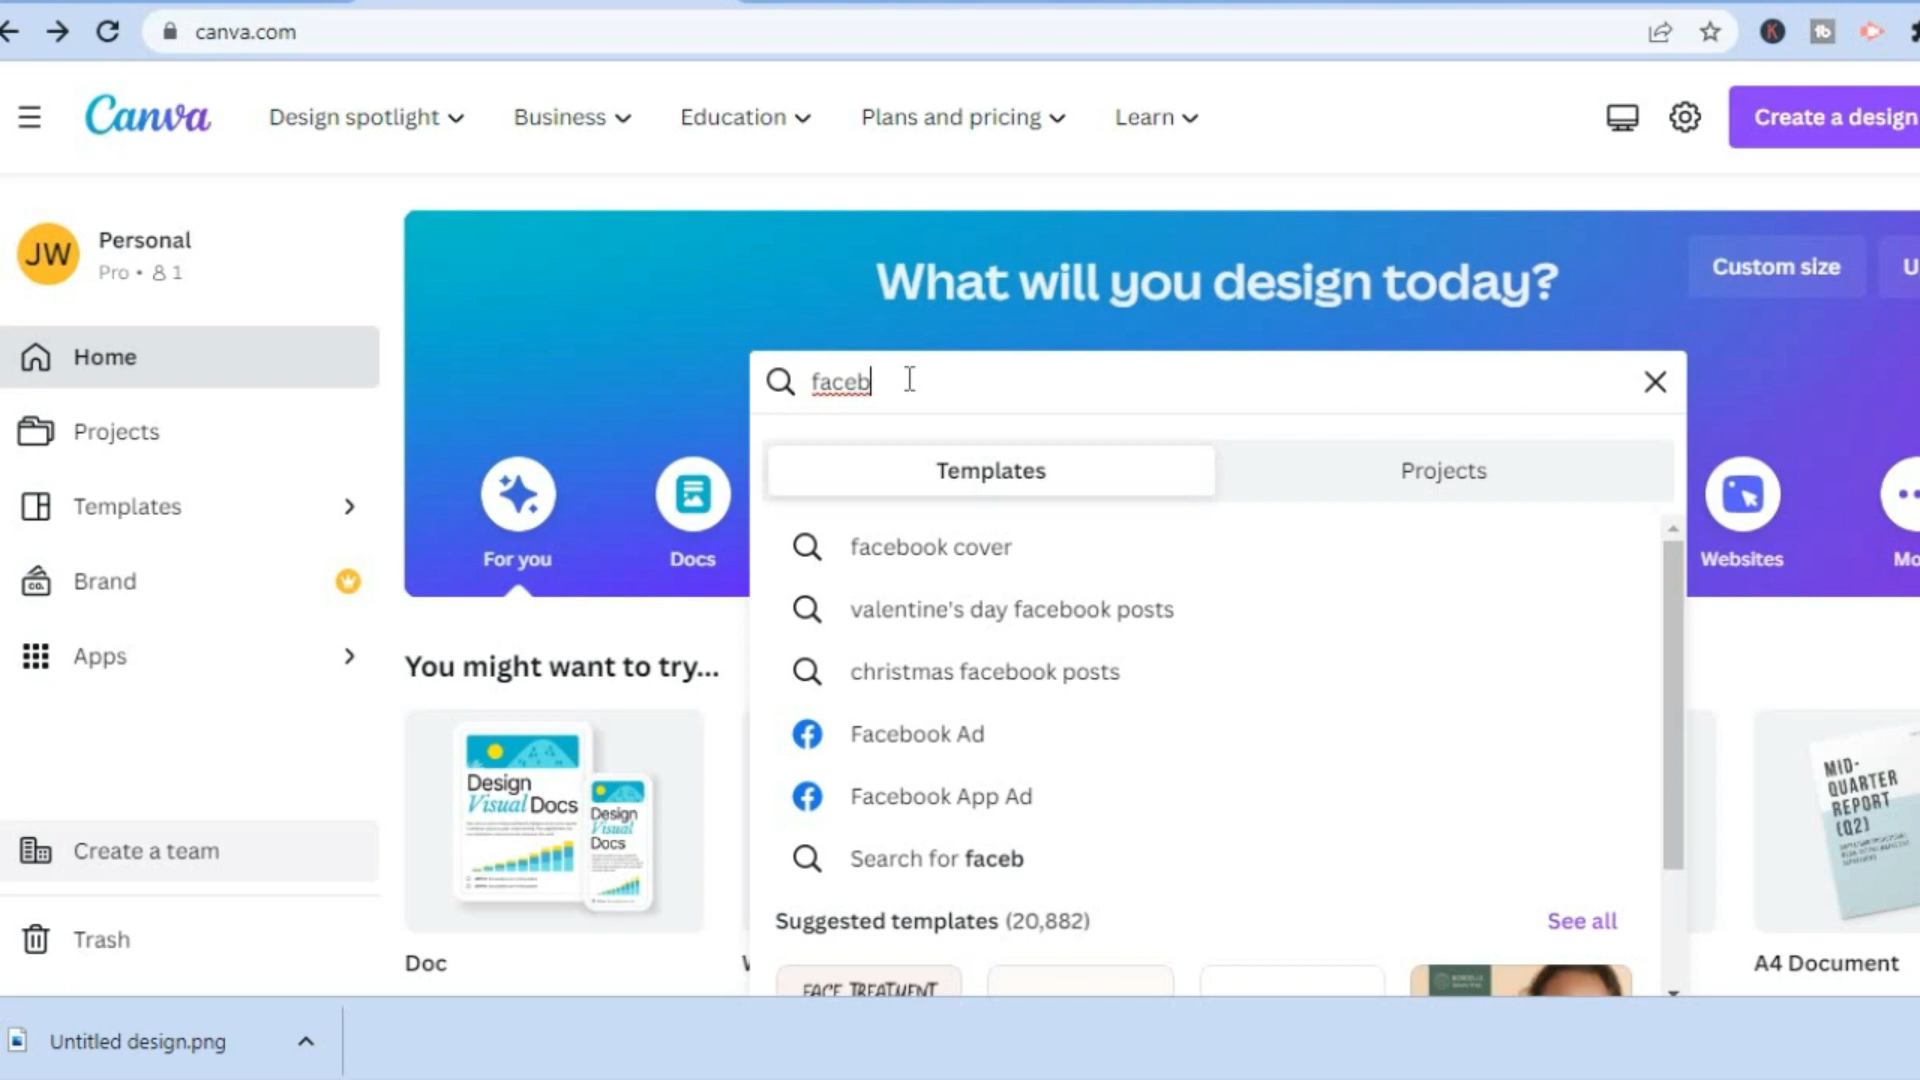 canva.com
Canva
Design spotlight
Business
Education
Plans and pricing
Learn
Create a design
JW
Personal
Pro • 1
Home
Projects
Templates
Brand
CO.
Apps
Create a team
Trash
What will you design today?
Custom size
U
faceb
Templates
Projects
facebook cover
valentine's day facebook posts
christmas facebook posts
Facebook Ad
Facebook App Ad
Search for faceb
Suggested templates (20,882)
See all
FACE TREATMENT
For you
Docs
Websites
Mo
You might want to try...
Design
Visual Docs
Design
Visual
Docs
Doc
MID-
QUARTER
REPORT
(Q2)
A4 Document
Untitled design.png